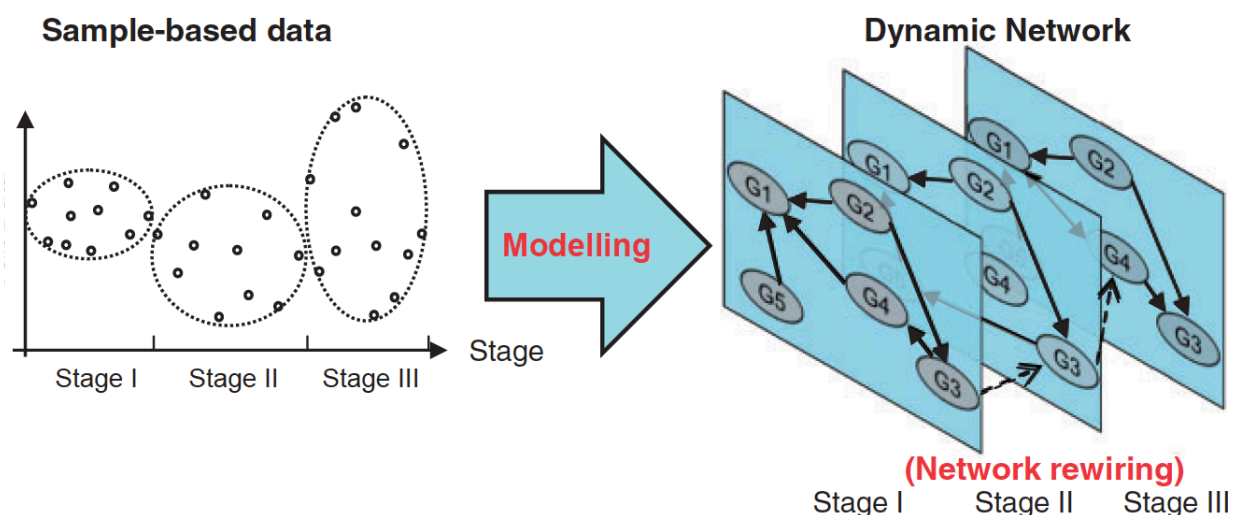 Sample-based data
Stage I
Stage II
Stage III
Stage
Modelling
Dynamic Network
G1
G2
G5
G4
G3
G1
G2
G4
G3
G1
G2
G4
G3
(Network rewiring)
Stage I
Stage II
Stage III